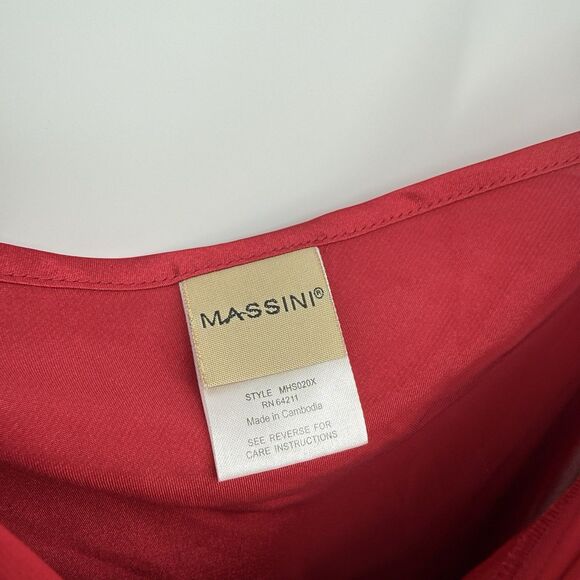 MASSINI®
STYLE MHS020X
RN 64211
Made in Cambodia
SEE REVERSE FOR
CARE INSTRUCTIONS